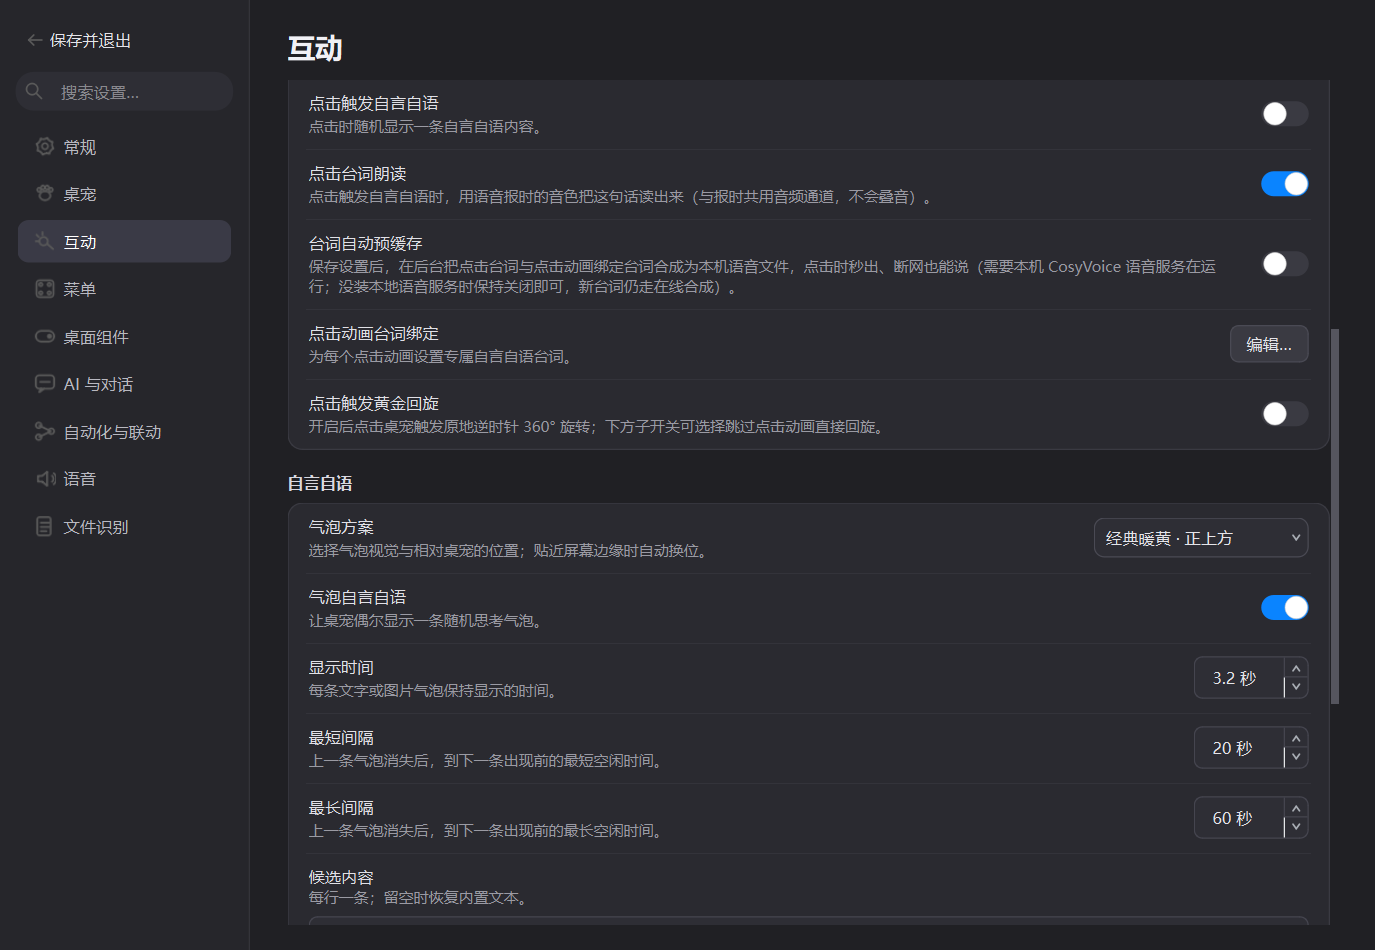 保存并退出
搜索设置...
常规
桌宠
互动
菜单
桌面组件
AI 与对话
自动化与联动
语音
文件识别
互动
点击触发自言自语
点击时随机显示一条自言自语内容。
点击台词朗读
点击触发自言自语时，用语音报时的音色把这句话读出来（与报时共用音频通道，不会叠音）。
台词自动预缓存
保存设置后，在后台把点击台词与点击动画绑定台词合成为本机语音文件，点击时秒出、断网也能说（需要本机 CosyVoice 语音服务在运
行；没装本地语音服务时保持关闭即可，新台词仍走在线合成）。
点击动画台词绑定
为每个点击动画设置专属自言自语台词。
编辑...
点击触发黄金回旋
开启后点击桌宠触发原地逆时针 360° 旋转；下方子开关可选择跳过点击动画直接回旋。
自言自语
气泡方案
选择气泡视觉与相对桌宠的位置；贴近屏幕边缘时自动换位。
经典暖黄 · 正上方
气泡自言自语
让桌宠偶尔显示一条随机思考气泡。
显示时间
每条文字或图片气泡保持显示的时间。
3.2 秒
最短间隔
上一条气泡消失后，到下一条出现前的最短空闲时间。
20 秒
最长间隔
上一条气泡消失后，到下一条出现前的最长空闲时间。
60 秒
候选内容
每行一条；留空时恢复内置文本。